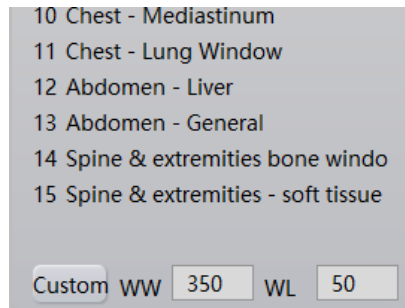 10 Chest - Mediastinum
11 Chest - Lung Window
12 Abdomen - Liver
13 Abdomen - General
14 Spine & extremities bone windo
15 Spine & extremities - soft tissue
Custom WW 350 WL 50